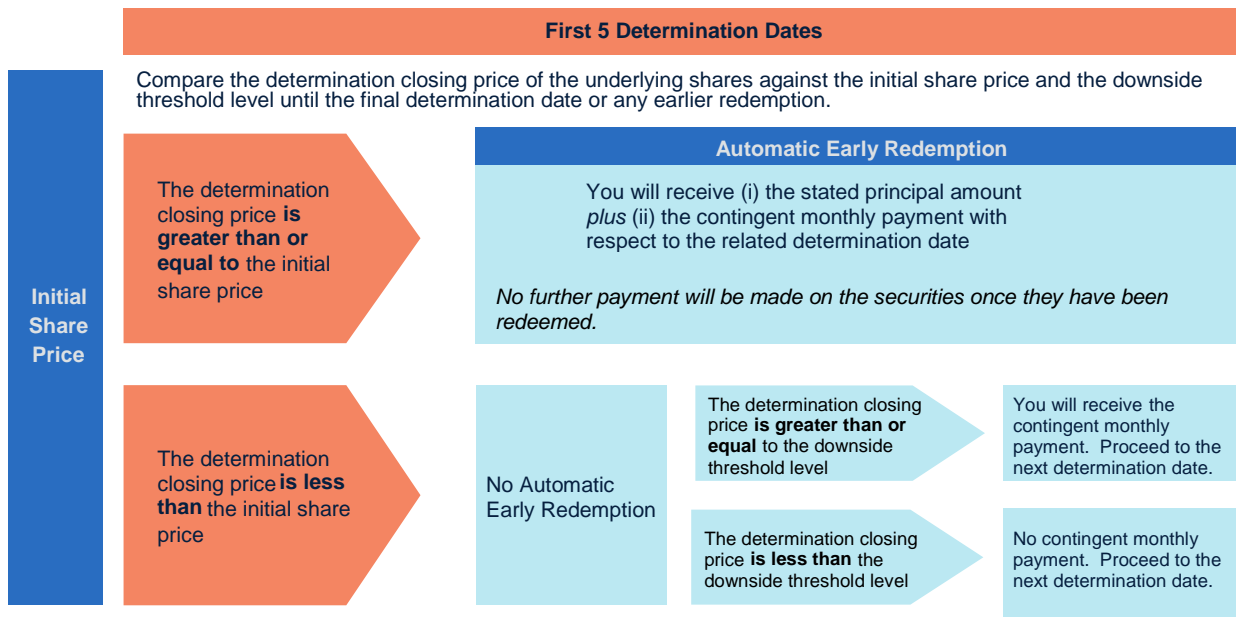 First 5 Determination Dates
Compare the determination closing price of the underlying shares against the initial share price and the downside
threshold level until the final determination date or any earlier redemption.
Initial
Share
Price
The determination
closing price is
greater than or
equal to the initial
share price
Automatic Early Redemption
You will receive (i) the stated principal amount
plus (ii) the contingent monthly payment with
respect to the related determination date
No further payment will be made on the securities once they have been
redeemed.
The determination
closing price is less
than the initial share
price
No Automatic
Early Redemption
The determination closing
price is greater than or
equal to the downside
threshold level
You will receive the
contingent monthly
payment. Proceed to the
next determination date.
The determination closing
price is less than the
downside threshold level
No contingent monthly
payment. Proceed to the
next determination date.